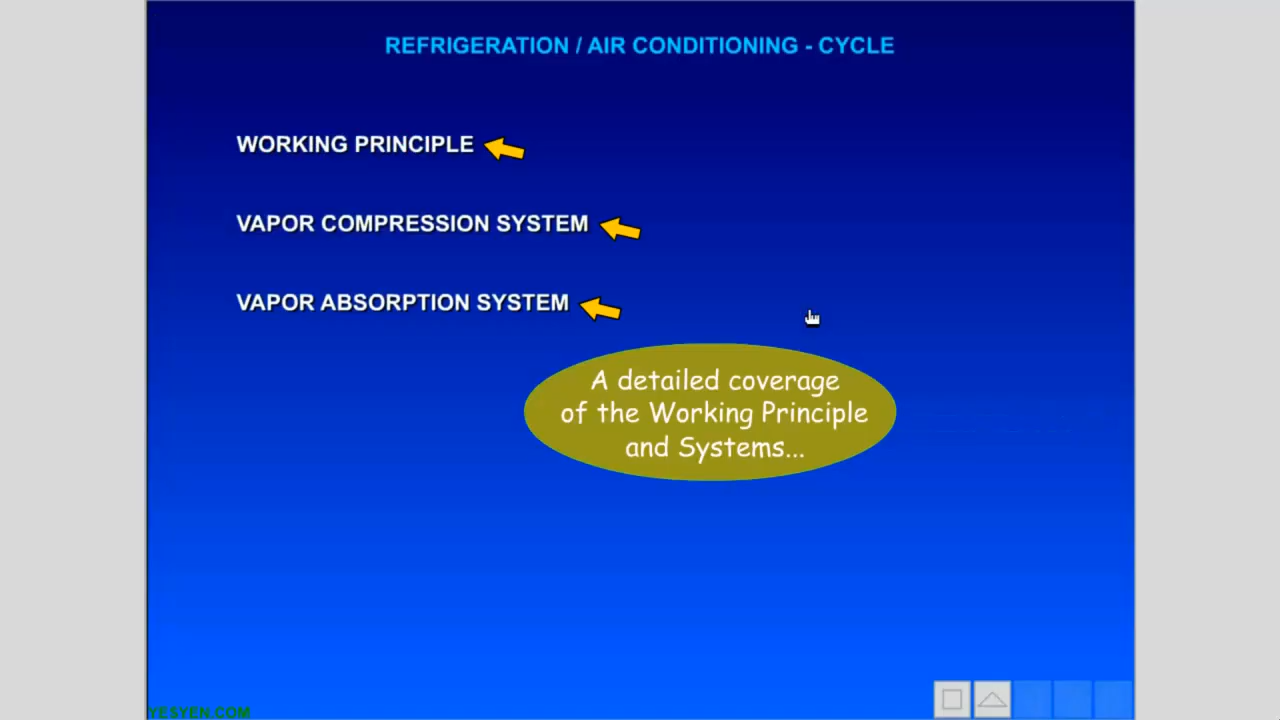 REFRIGERATION / AIR CONDITIONING - CYCLE
WORKING PRINCIPLE
VAPOR COMPRESSION SYSTEM
VAPOR ABSORPTION SYSTEM
A detailed coverage
of the Working Principle
and Systems...
YESYEN.COM